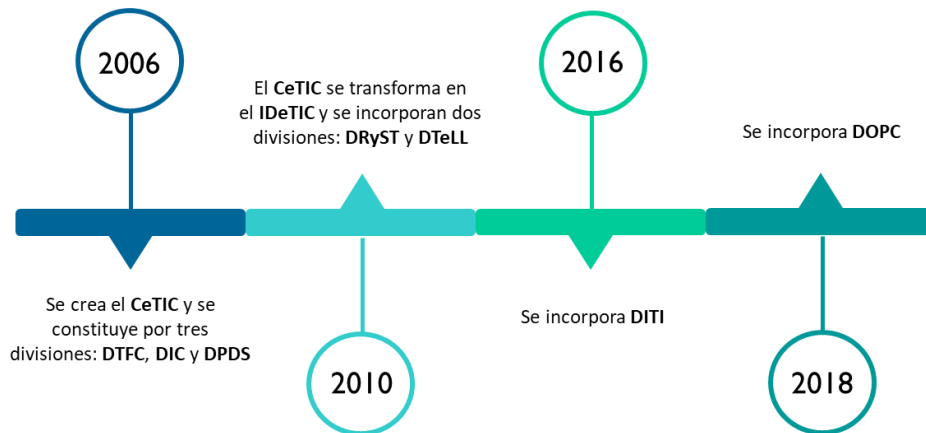 2006
Se crea el CeTIC y se
constituye por tres
divisiones: DTFC, DIC y DPDS
El CeTIC se transforma en
el IDeTIC y se incorporan dos
divisiones: DRyST y DTeLL
2010
2016
Se incorpora DITI
Se incorpora DOPC
2018